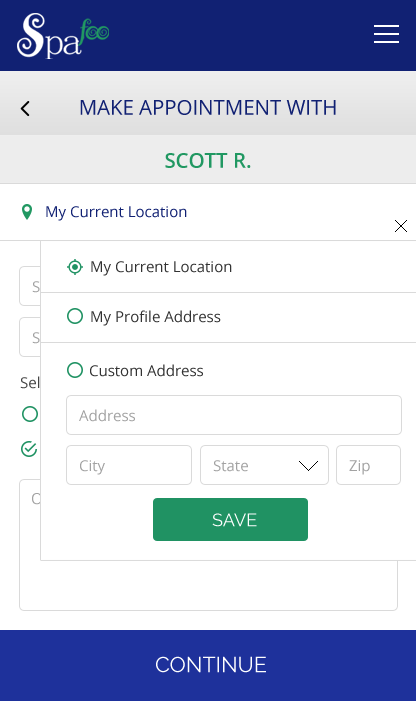 Spafoo
MAKE APPOINTMENT WITH
SCOTT R.
My Current Location
My Current Location
My Profile Address
Custom Address
Address
City State Zip
SAVE
CONTINUE